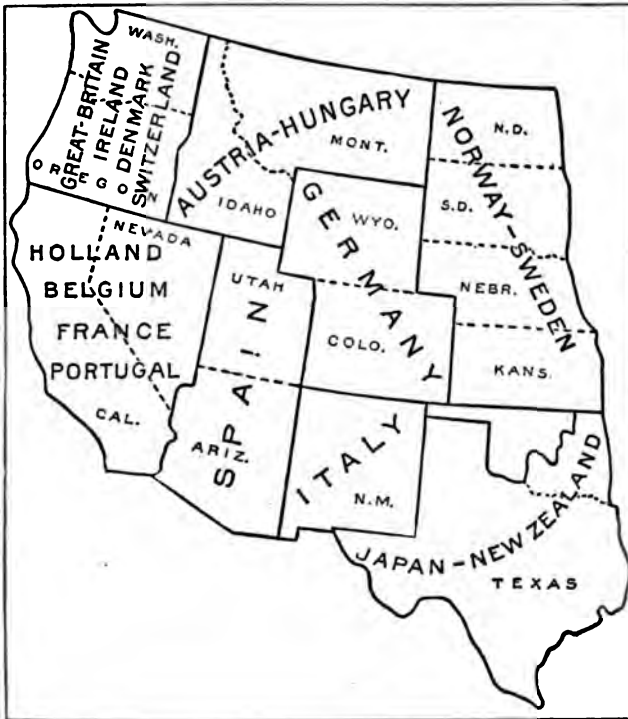 WASH.
GREAT-BRITAIN
IRELAND
DENMARK
SWITZERLAND
OREGON
AUSTRIA-HUNGARY
MONT.
IDAHO
NORWAY-SWEDEN
N.D.
S.D.
NEBR.
KANS.
GERMANY
WYO.
COLO.
NEVADA
HOLLAND
BELGIUM
FRANCE
PORTUGAL
CAL.
UTAH
SPAIN
ARIZ.
ITALY
N.M.
JAPAN-NEW ZEALAND
TEXAS